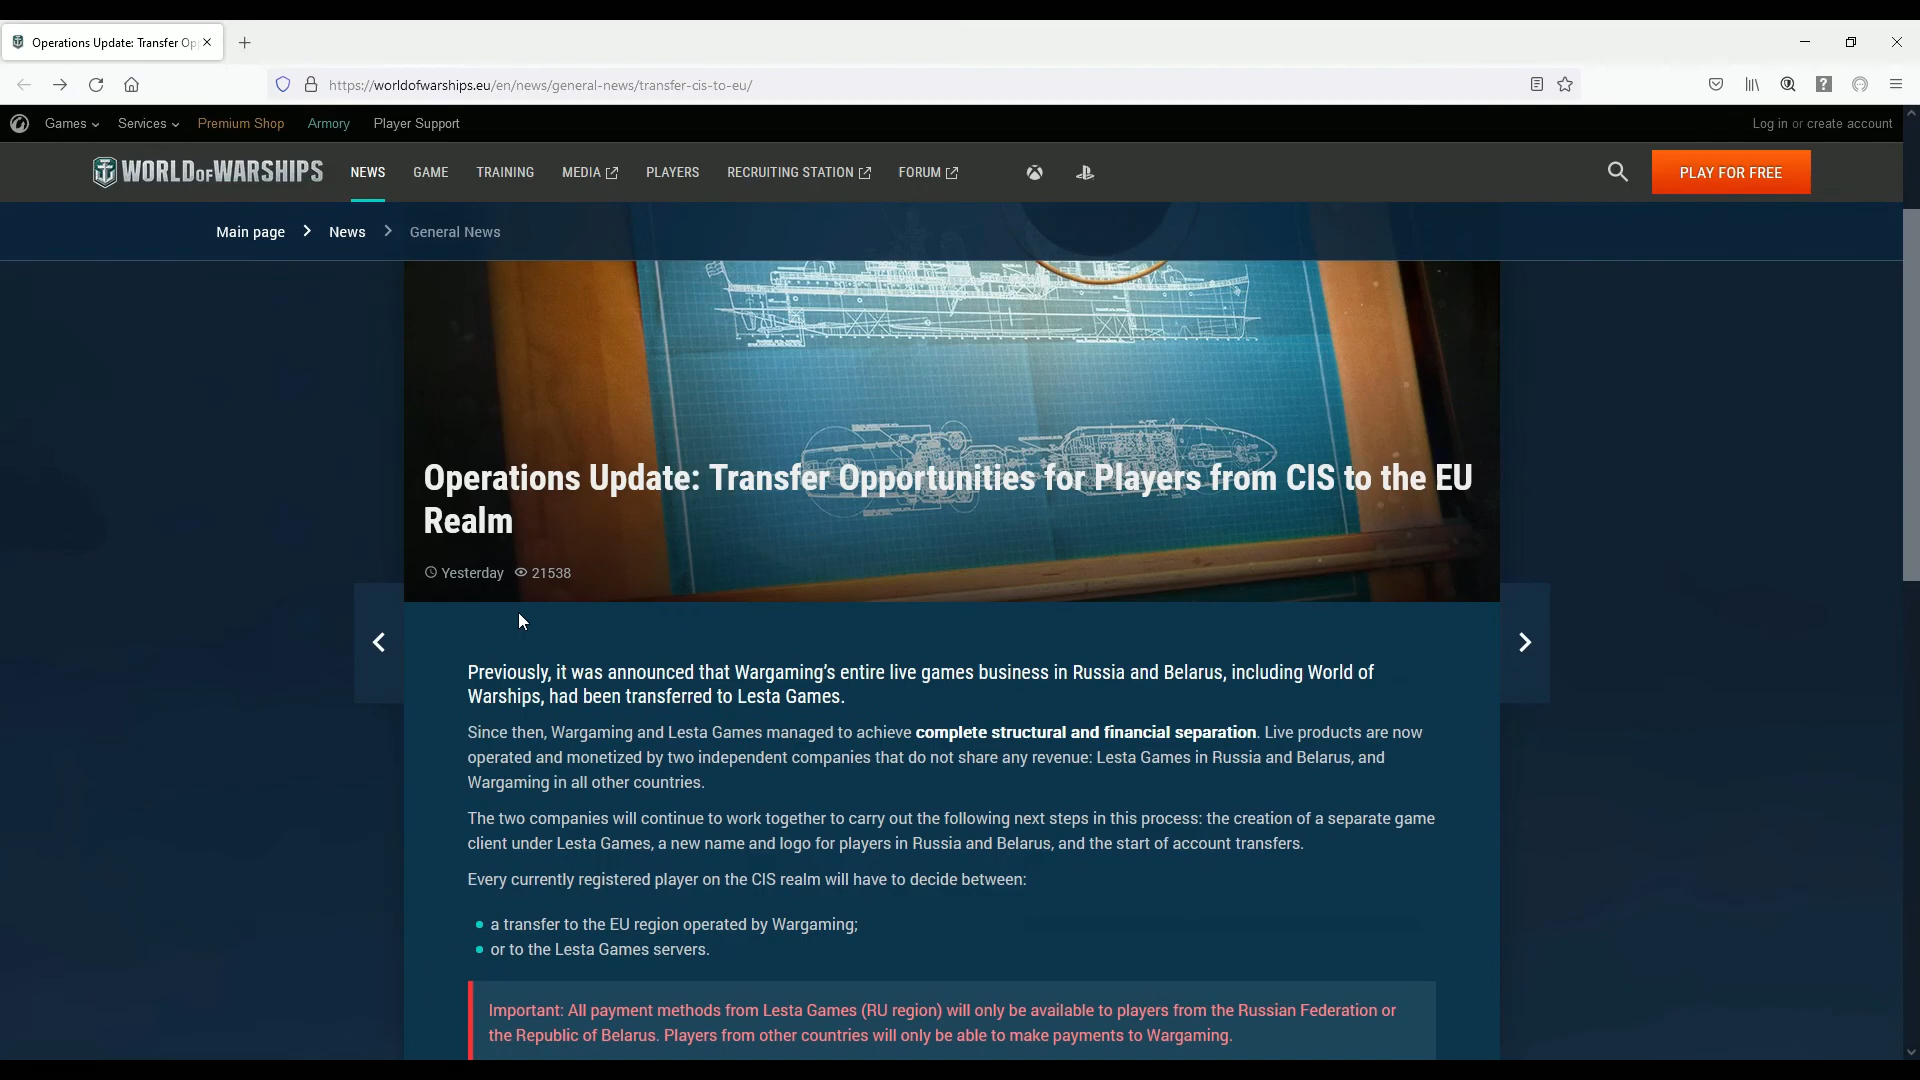 Operations Update: Transfer Op
https://worldofwarships.eu/en/news/general-news/transfer-cis-to-eu/
Games Services Premium Shop Armory Player Support Log in or create account
WORLD OF WARSHIPS NEWS GAME TRAINING MEDIA PLAYERS RECRUITING STATION FORUM PLAY FOR FREE
Main page News General News
Operations Update: Transfer Opportunities for Players from CIS to the EU
Realm
Yesterday 21538
Previously, it was announced that Wargaming's entire live games business in Russia and Belarus, including World of
Warships, had been transferred to Lesta Games.
Since then, Wargaming and Lesta Games managed to achieve complete structural and financial separation. Live products are now
operated and monetized by two independent companies that do not share any revenue: Lesta Games in Russia and Belarus, and
Wargaming in all other countries.
The two companies will continue to work together to carry out the following next steps in this process: the creation of a separate game
client under Lesta Games, a new name and logo for players in Russia and Belarus, and the start of account transfers.
Every currently registered player on the CIS realm will have to decide between:
a transfer to the EU region operated by Wargaming;
or to the Lesta Games servers.
Important: All payment methods from Lesta Games (RU region) will only be available to players from the Russian Federation or
the Republic of Belarus. Players from other countries will only be able to make payments to Wargaming.